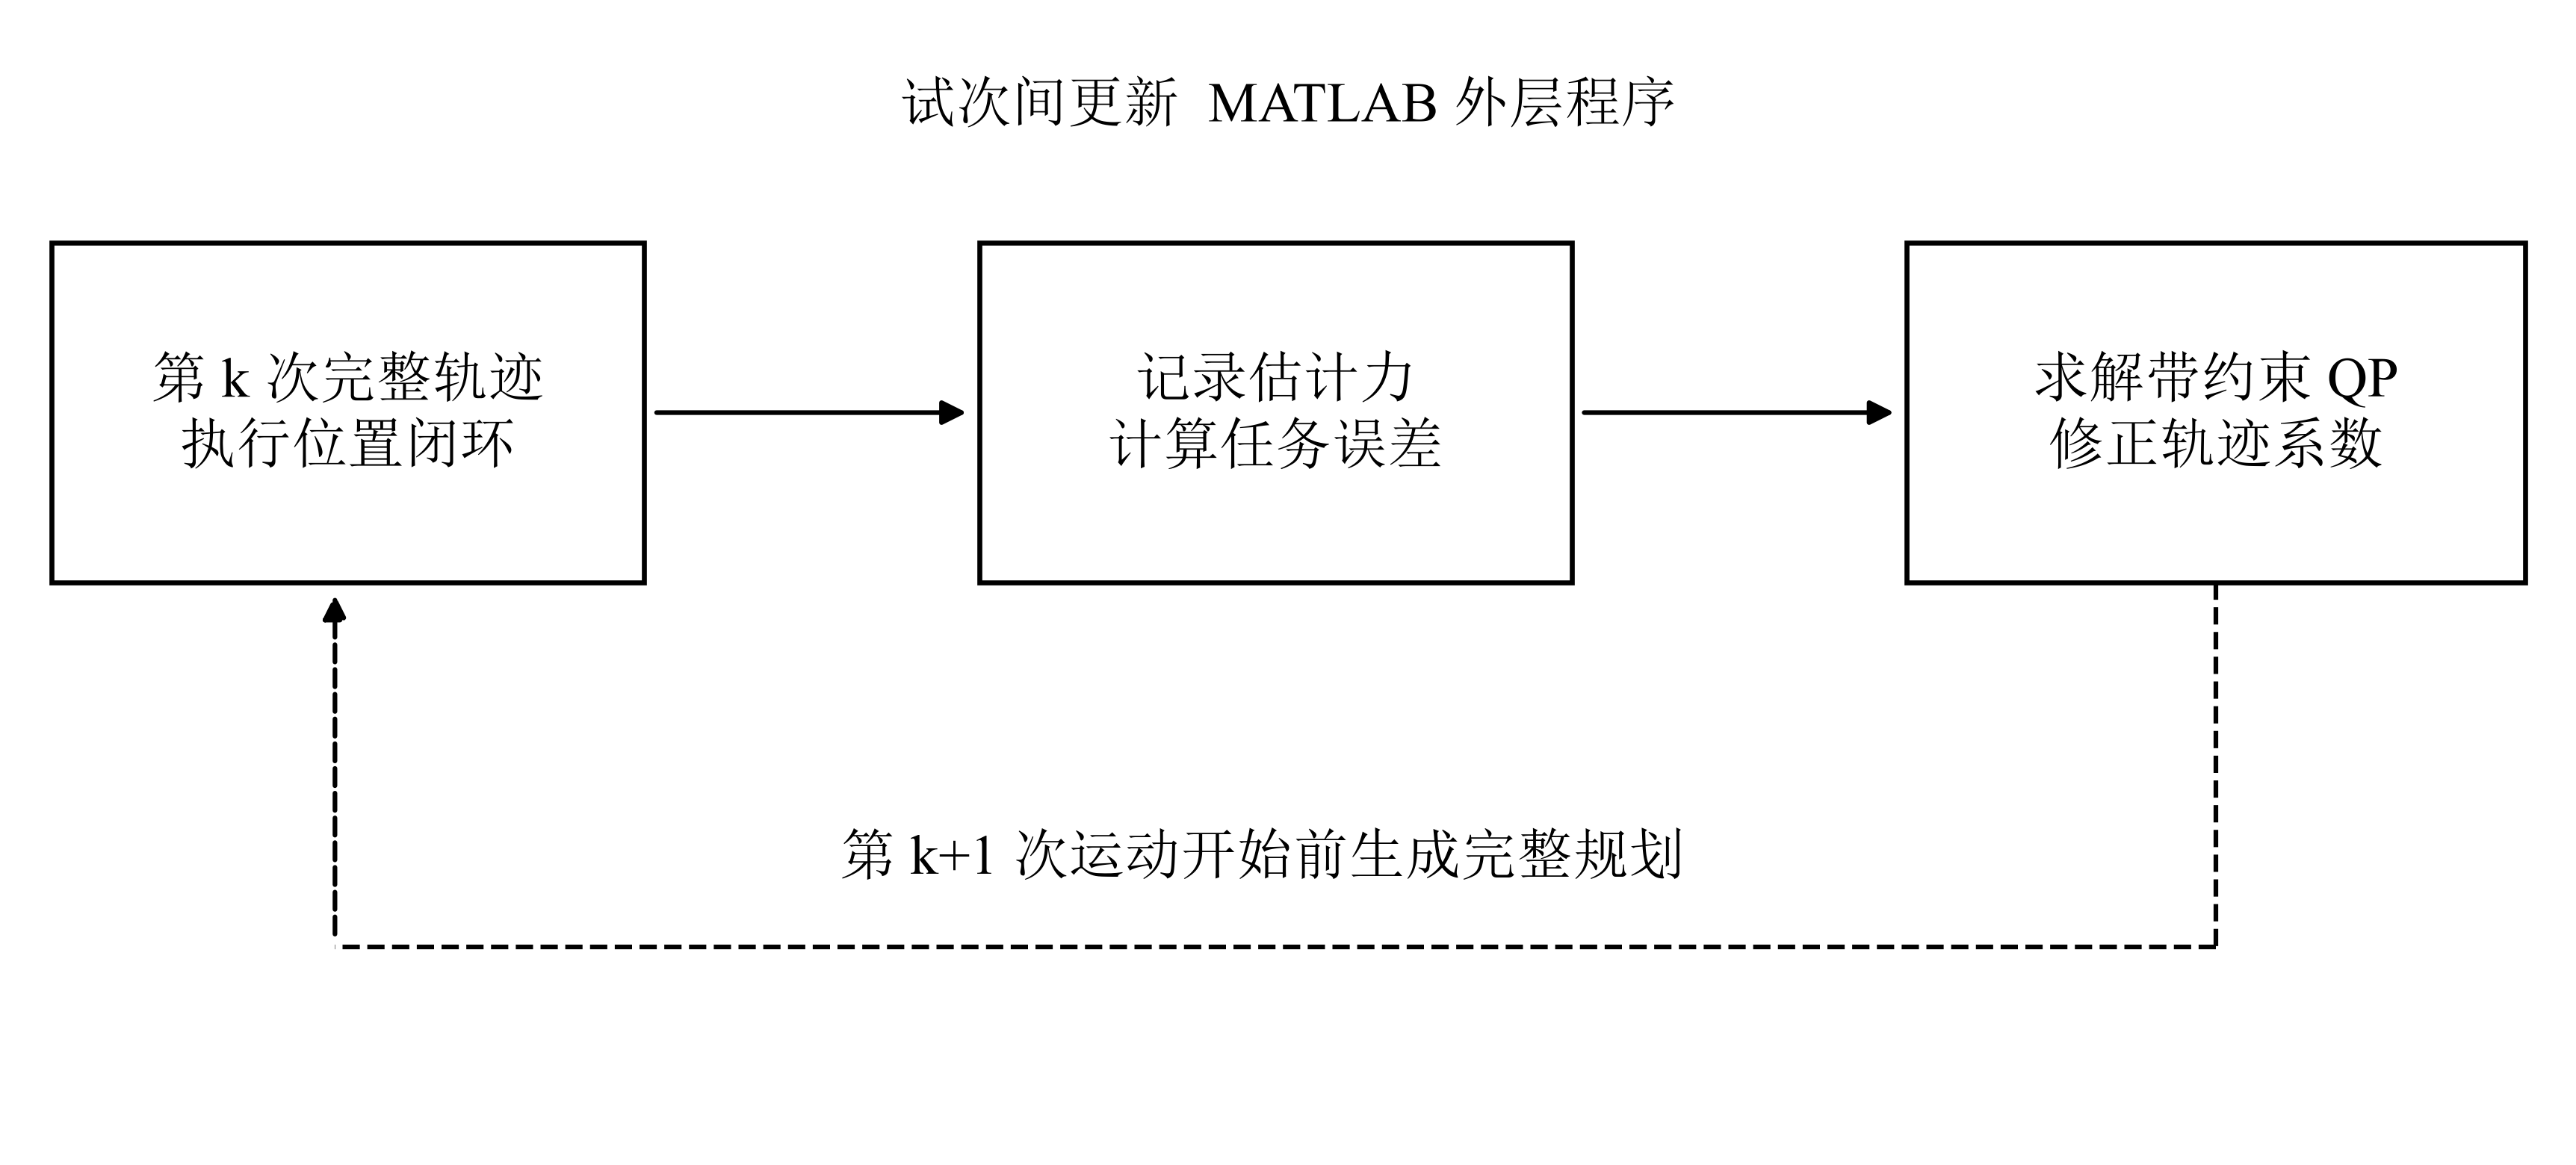 试次间更新 MATLAB 外层程序
第 k 次完整轨迹
执行位置闭环
记录估计力
计算任务误差
求解带约束 QP
修正轨迹系数
第 k+1 次运动开始前生成完整规划